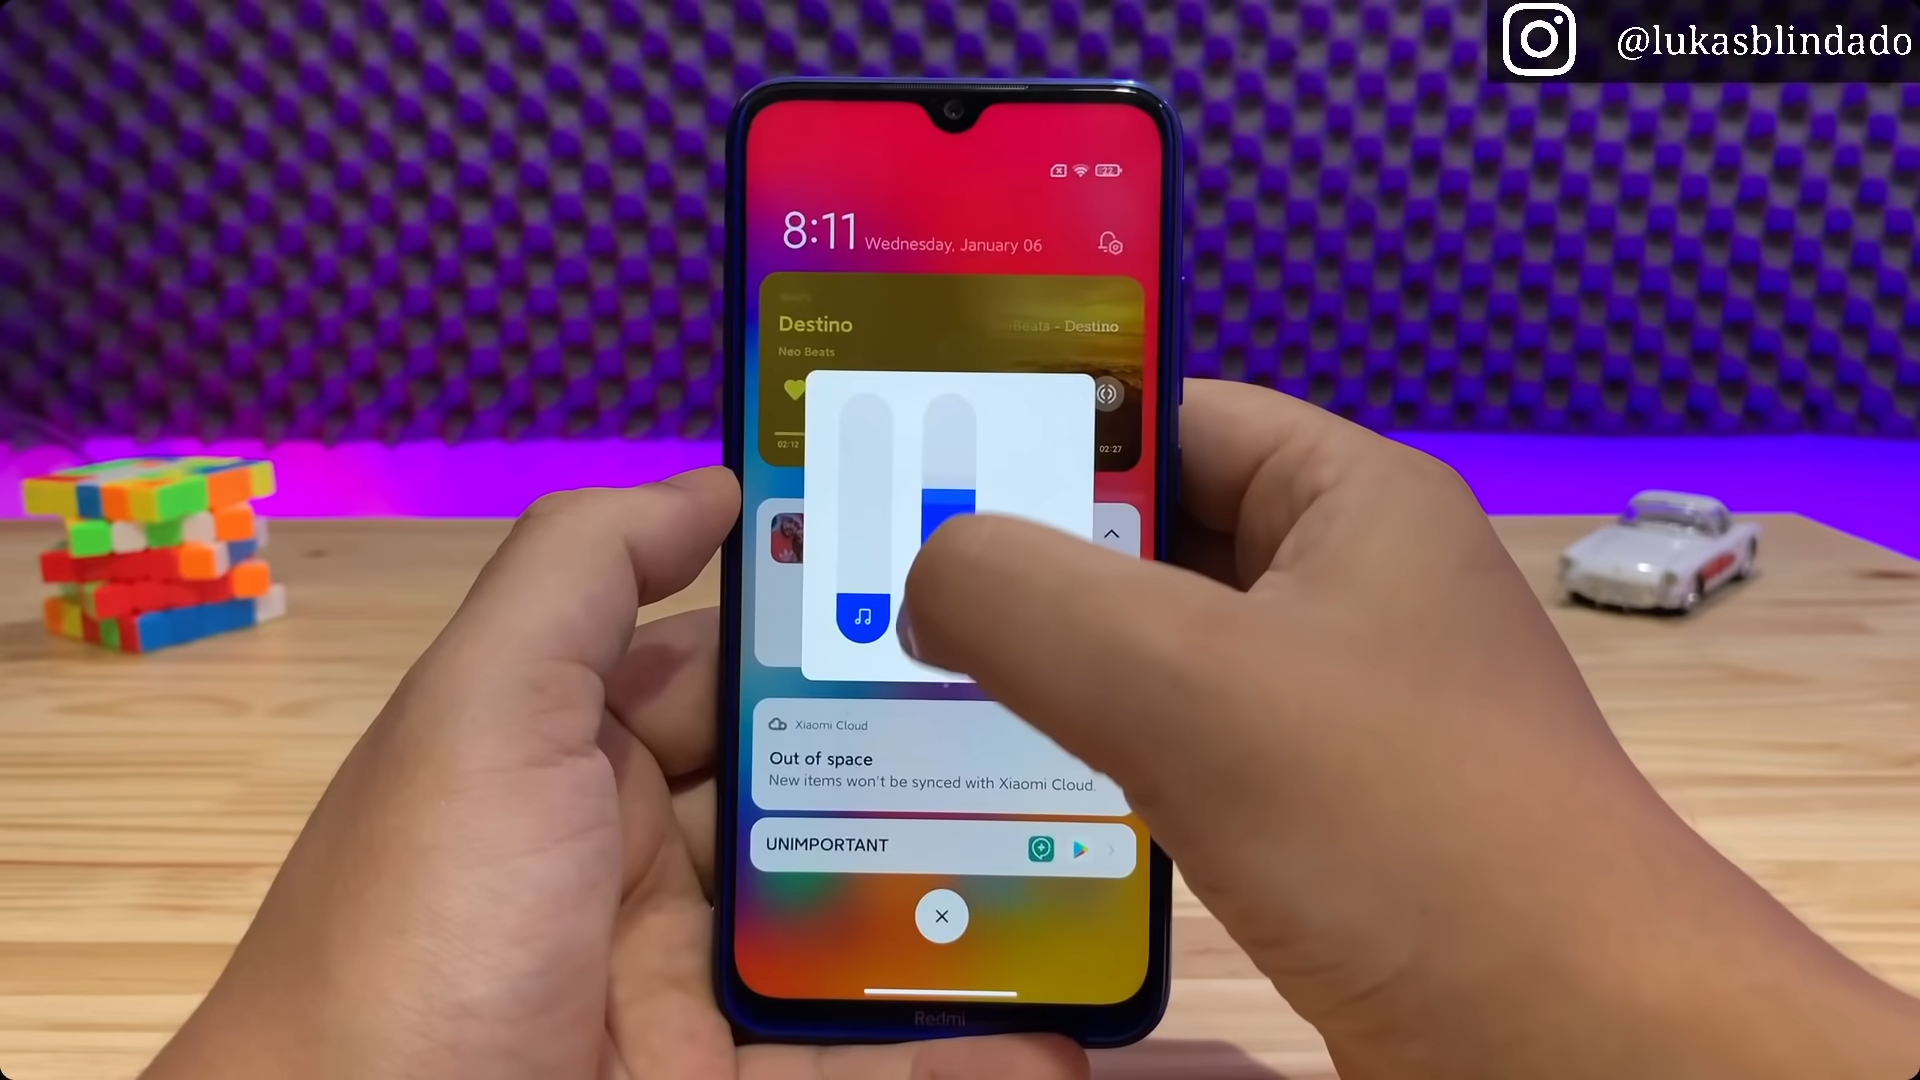 @lukasblindado
22
8:11 Wednesday, January 06
Destino
Beats - Destino
Neo Beats
02:12
02:27
Xiaomi Cloud
Out of space
New items won't be synced with Xiaomi Cloud.
UNIMPORTANT
Redmi